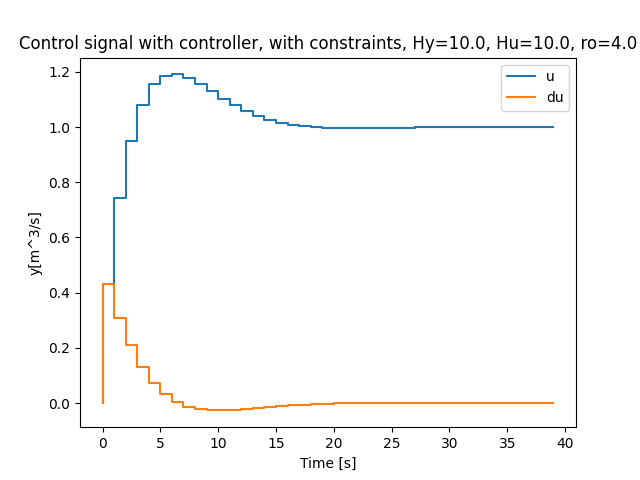 Control signal with controller, with constraints, Hy=10.0, Hu=10.0, ro=4.0
u
du
1.2
1.0
0.8
0.6
0.4
0.2
0.0
y[m^3/s]
0 5 10 15 20 25 30 35 40
Time [s]